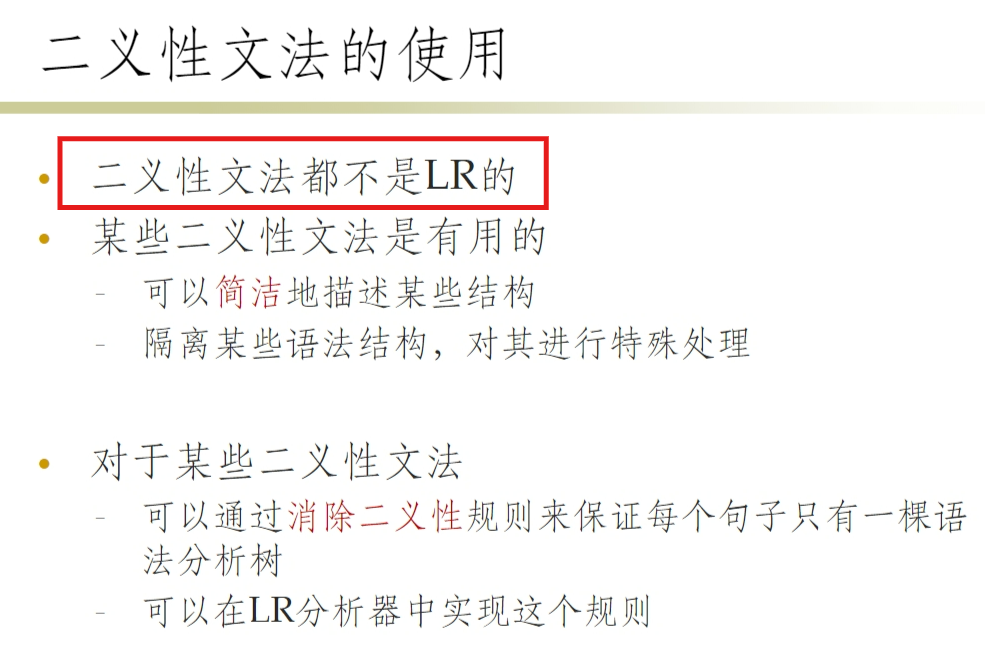 二义性文法的使用
• 二义性文法都不是LR的
• 某些二义性文法是有用的
– 可以简洁地描述某些结构
– 隔离某些语法结构，对其进行特殊处理
• 对于某些二义性文法
– 可以通过消除二义性规则来保证每个句子只有一棵语
法分析树
– 可以在LR分析器中实现这个规则